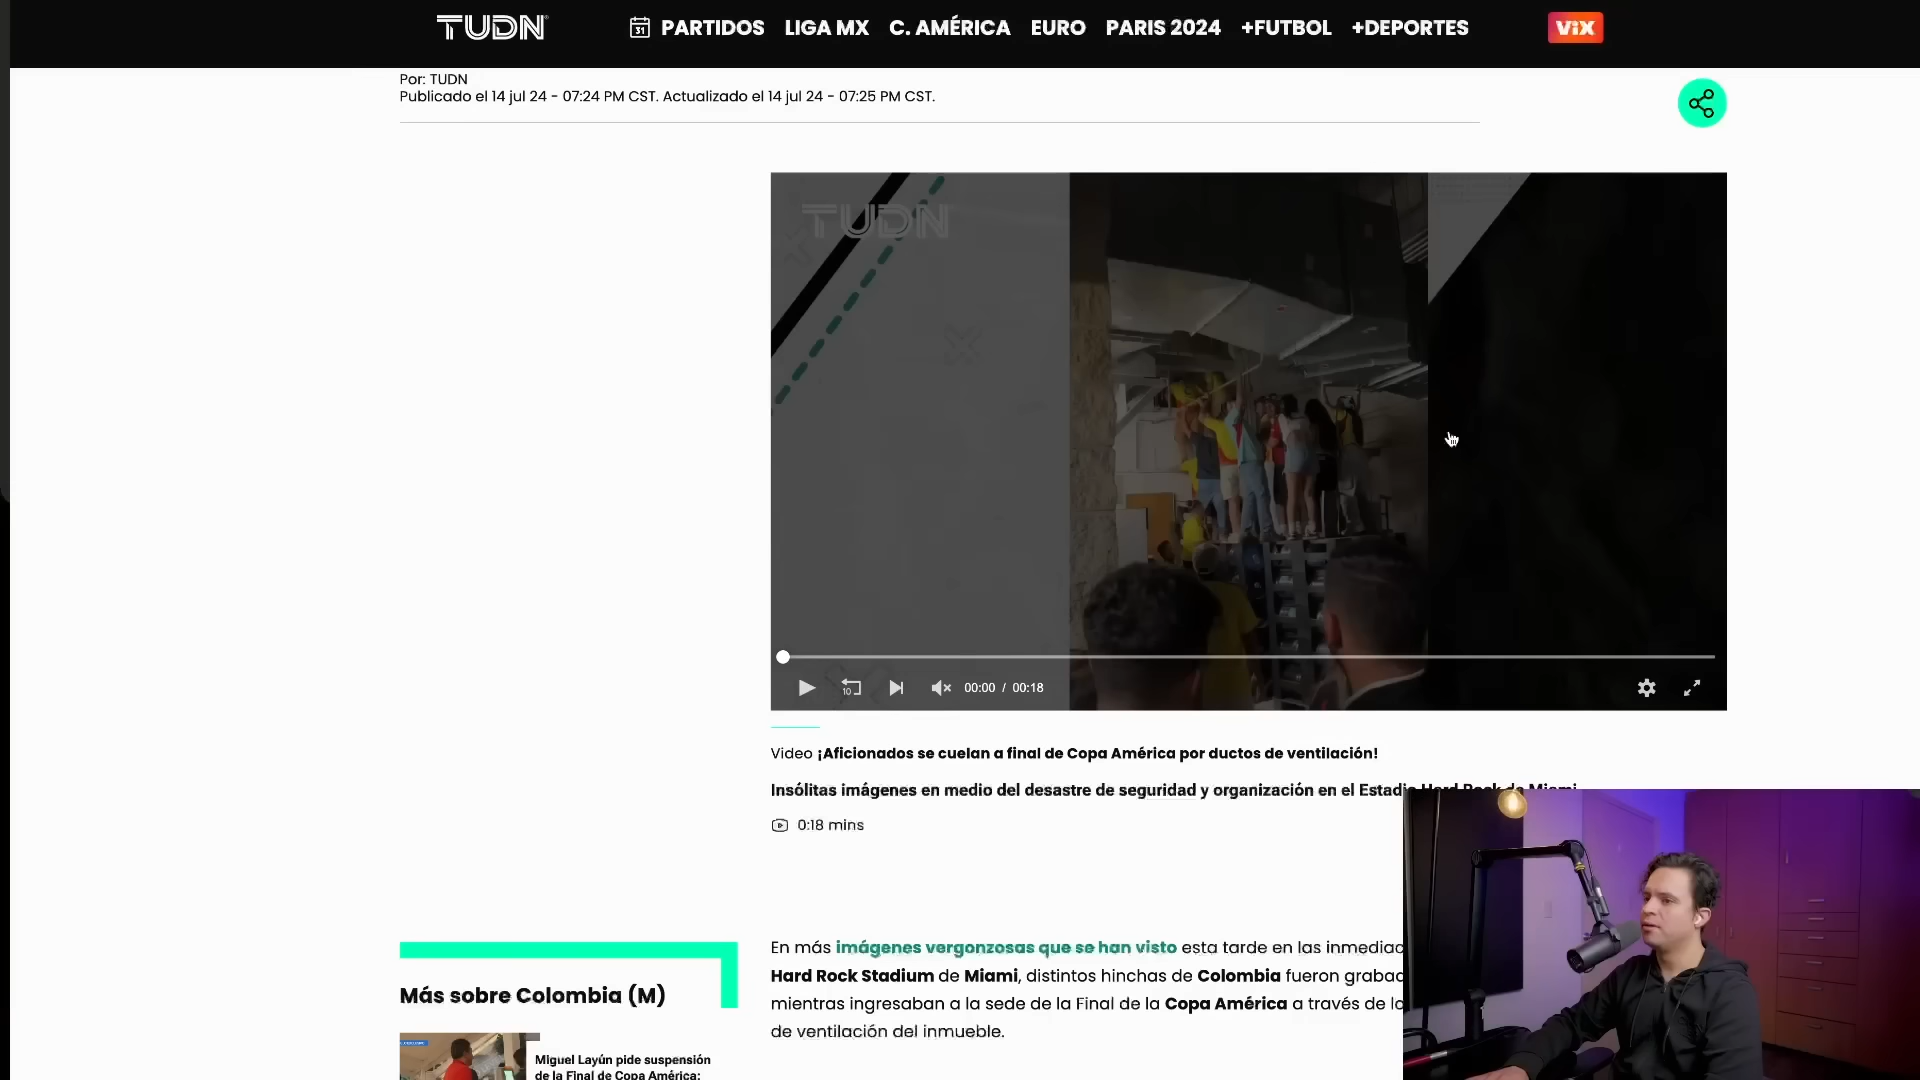 TUDN
31 PARTIDOS LIGA MX C. AMÉRICA EURO PARIS 2024 +FUTBOL +DEPORTES ViX
Por: TUDN
Publicado el 14 jul 24 - 07:24 PM CST. Actualizado el 14 jul 24 - 07:25 PM CST.
TUDN
10 00:00 / 00:18
Video ¡Aficionados se cuelan a final de Copa América por ductos de ventilación!
Insólitas imágenes en medio del desastre de seguridad y organización en el Estadio Hard Rock de Miami
0:18 mins
En más imágenes vergonzosas que se han visto esta tarde en las
Hard Rock Stadium de Miami, distintos hinchas de Colombia fueron
mientras ingresaban a la sede de la Final de la Copa América a través de
de ventilación del inmueble.
Más sobre Colombia (M)
Miguel Layún pide suspensión
de la Final de Copa América: